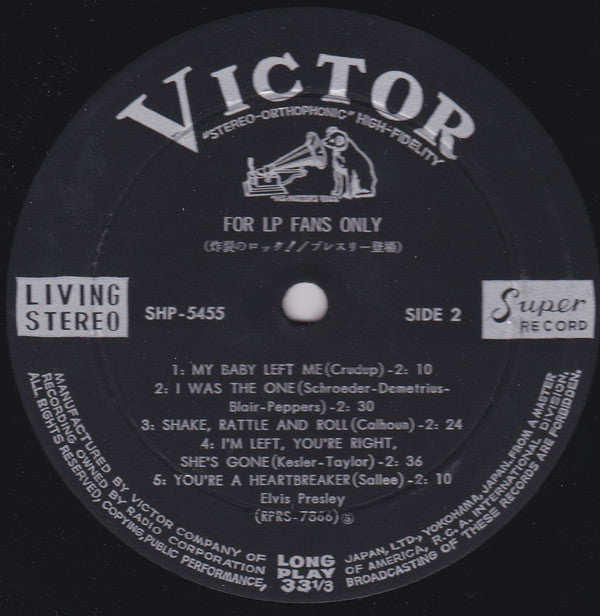 VICTOR
"STEREO-ORTHOPHONIC" HIGH-FIDELITY
"HIS MASTER'S VOICE"
FOR LP FANS ONLY
(炸裂のロック!/プレスリー登場)
LIVING
STEREO
SHP-5455
SIDE 2
Super
RECORD
1: MY BABY LEFT ME (Crudup)-2: 10
2: I WAS THE ONE (Schroeder-Demetrius-
Blair-Peppers)-2: 30
3: SHAKE, RATTLE AND ROLL (Calhoun)-2: 24
4: I'M LEFT, YOU'RE RIGHT,
SHE'S GONE (Kesler-Taylor)-2: 36
5: YOU'RE A HEARTBREAKER (Sallee)-2: 10
Elvis Presley
(RPRS-7866) Ⓢ
MANUFACTURED BY VICTOR COMPANY OF JAPAN, LTD., YOKOHAMA, JAPAN. FROM A MASTER
RECORDING OWNED BY RADIO CORPORATION OF AMERICA, R.C.A. INTERNATIONAL DIVISION.
ALL RIGHTS RESERVED, COPYING, PUBLIC PERFORMANCE, BROADCASTING OF THESE RECORDS ARE FORBIDDEN.
LONG
PLAY
33 1/3